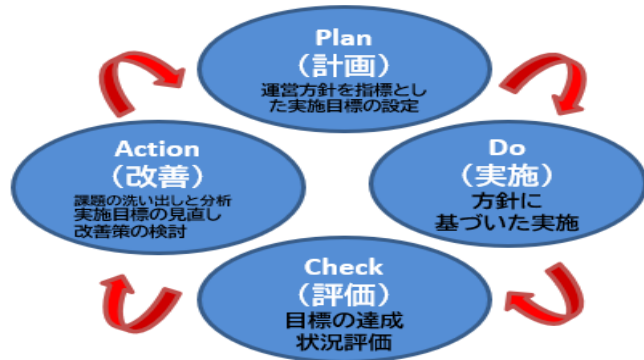 Plan
（計画）
運営方針を指標とし
た実施目標の設定
Action
（改善）
課題の洗い出しと分析
実施目標の見直し
改善策の検討
Do
（実施）
方針に
基づいた実施
Check
（評価）
目標の達成
状況評価